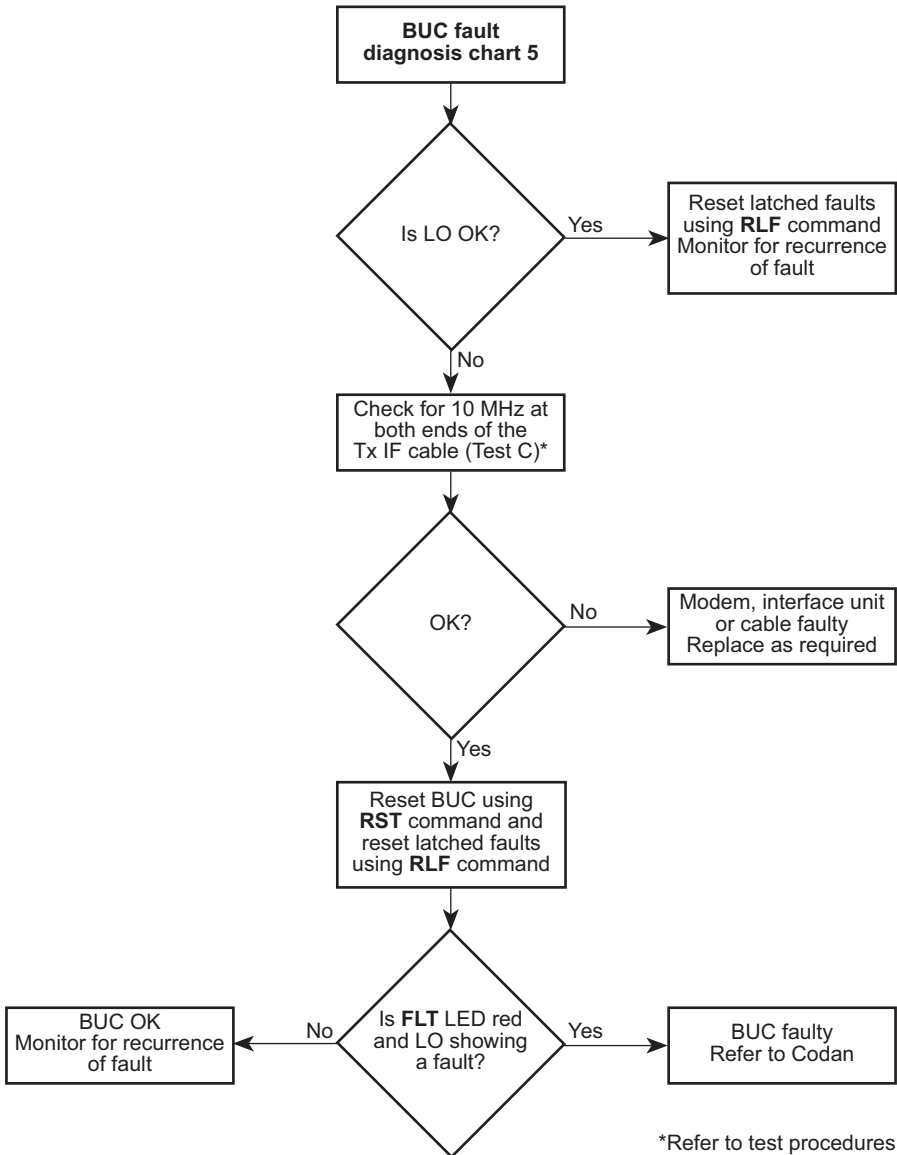 BUC fault
diagnosis chart 5
Is LO OK?
Yes
Reset latched faults
using RLF command
Monitor for recurrence
of fault
No
Check for 10 MHz at
both ends of the
Tx IF cable (Test C)*
OK?
No
Modem, interface unit
or cable faulty
Replace as required
Yes
Reset BUC using
RST command and
reset latched faults
using RLF command
Is FLT LED red
and LO showing
a fault?
No
BUC OK
Monitor for recurrence
of fault
Yes
BUC faulty
Refer to Codan
*Refer to test procedures